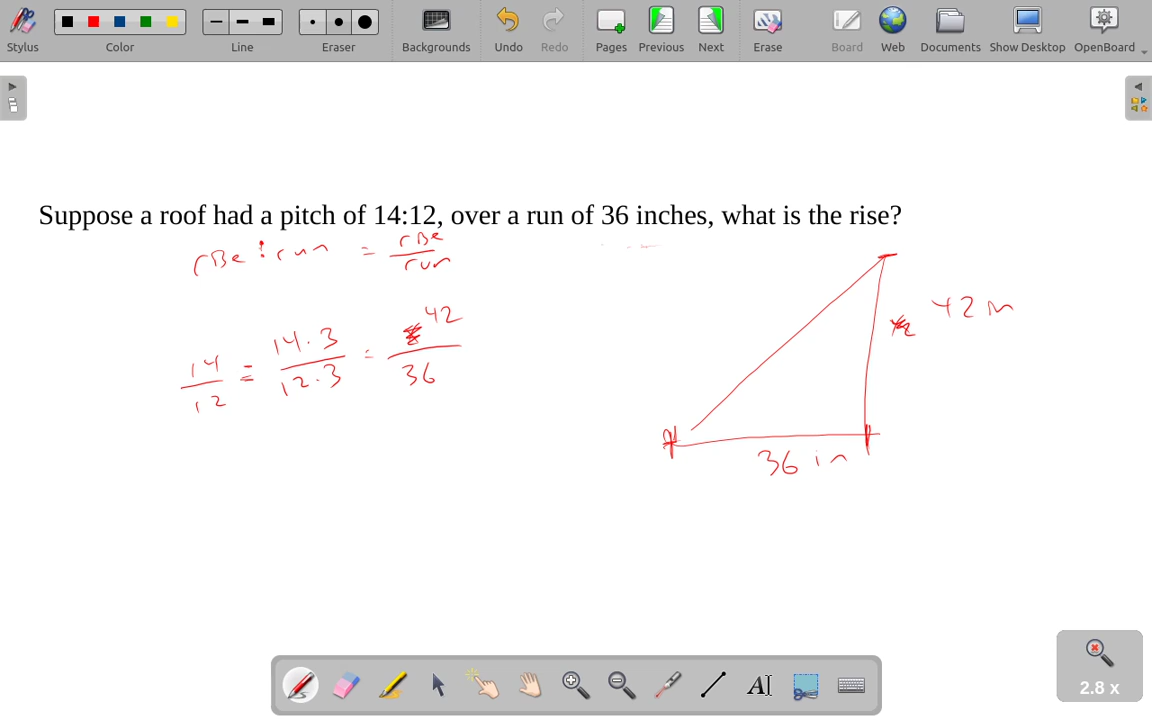 Stylus Color Line Eraser Backgrounds Undo Redo Pages Previous Next Erase Board Web Documents Show Desktop OpenBoard
Suppose a roof had a pitch of 14:12, over a run of 36 inches, what is the rise?
rise : run = rise
run
14 = 14·3 = 42
12 12·3 36
42 in
36 in
2.8 x